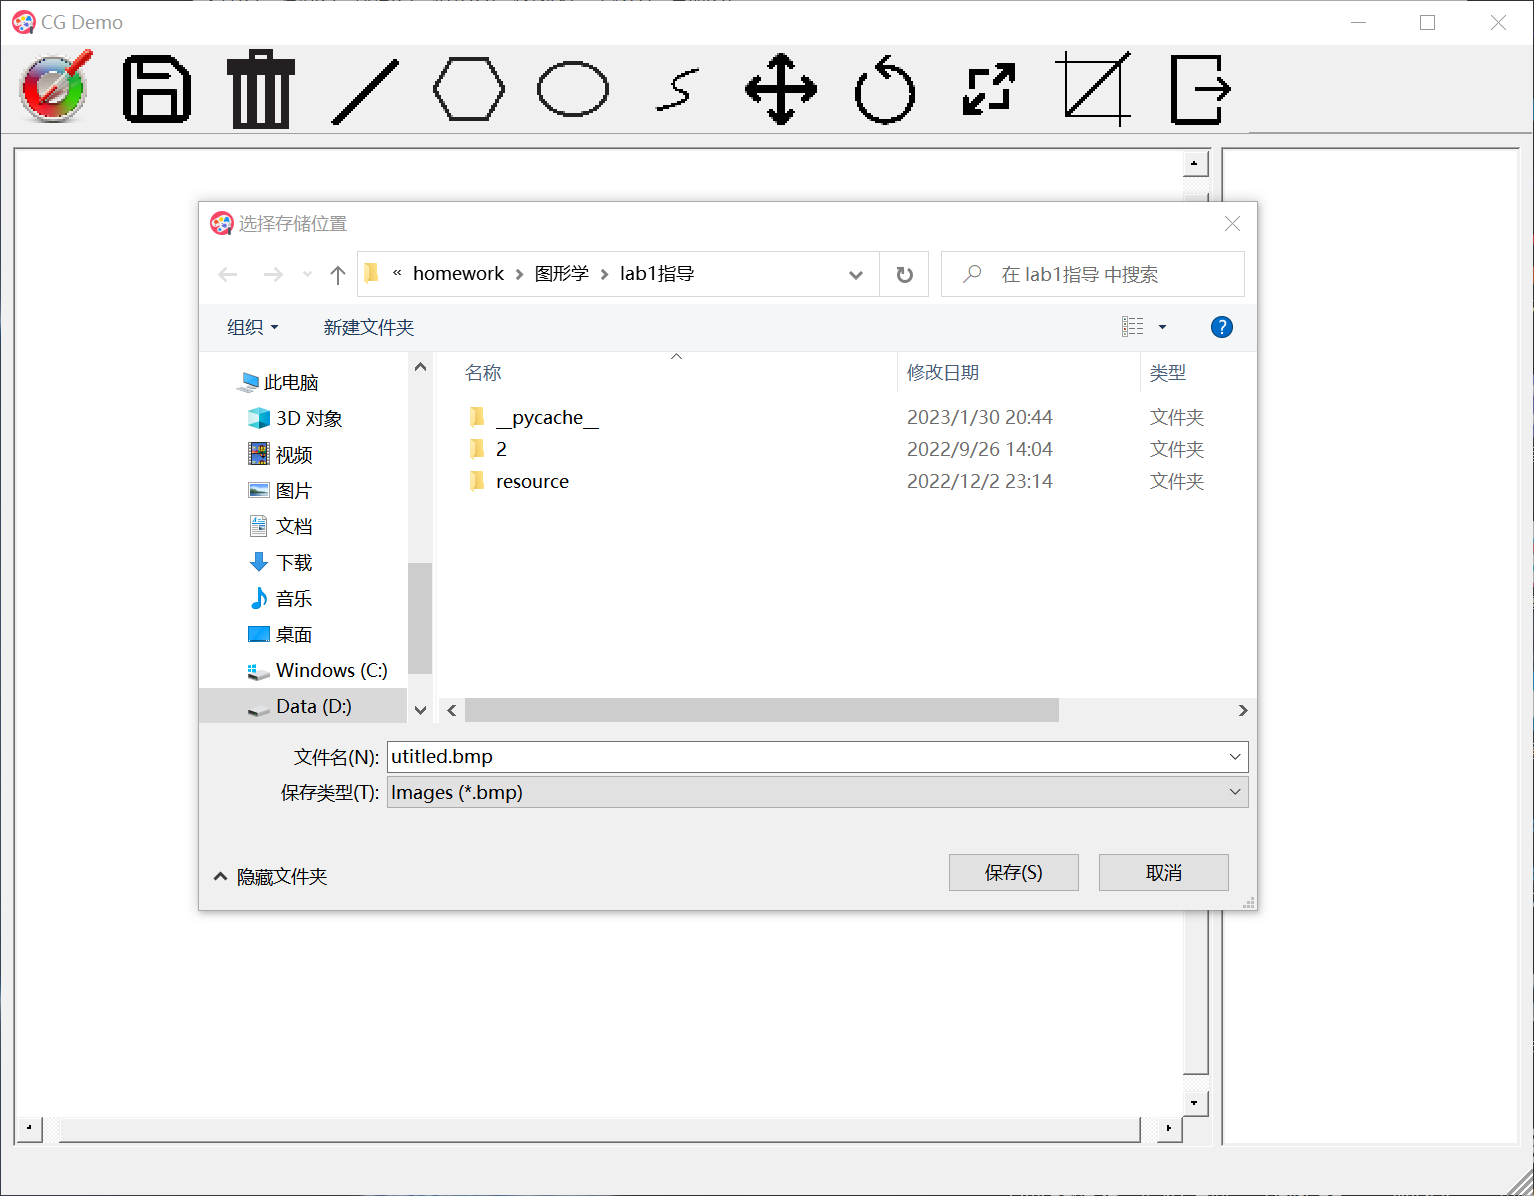 CG Demo
选择存储位置
« homework > 图形学 > lab1指导
在 lab1指导 中搜索
组织 新建文件夹
名称 修改日期 类型
此电脑
3D 对象
视频
图片
文档
下载
音乐
桌面
Windows (C:)
Data (D:)
__pycache__ 2023/1/30 20:44 文件夹
2 2022/9/26 14:04 文件夹
resource 2022/12/2 23:14 文件夹
文件名(N): utitled.bmp
保存类型(T): Images (*.bmp)
隐藏文件夹
保存(S) 取消